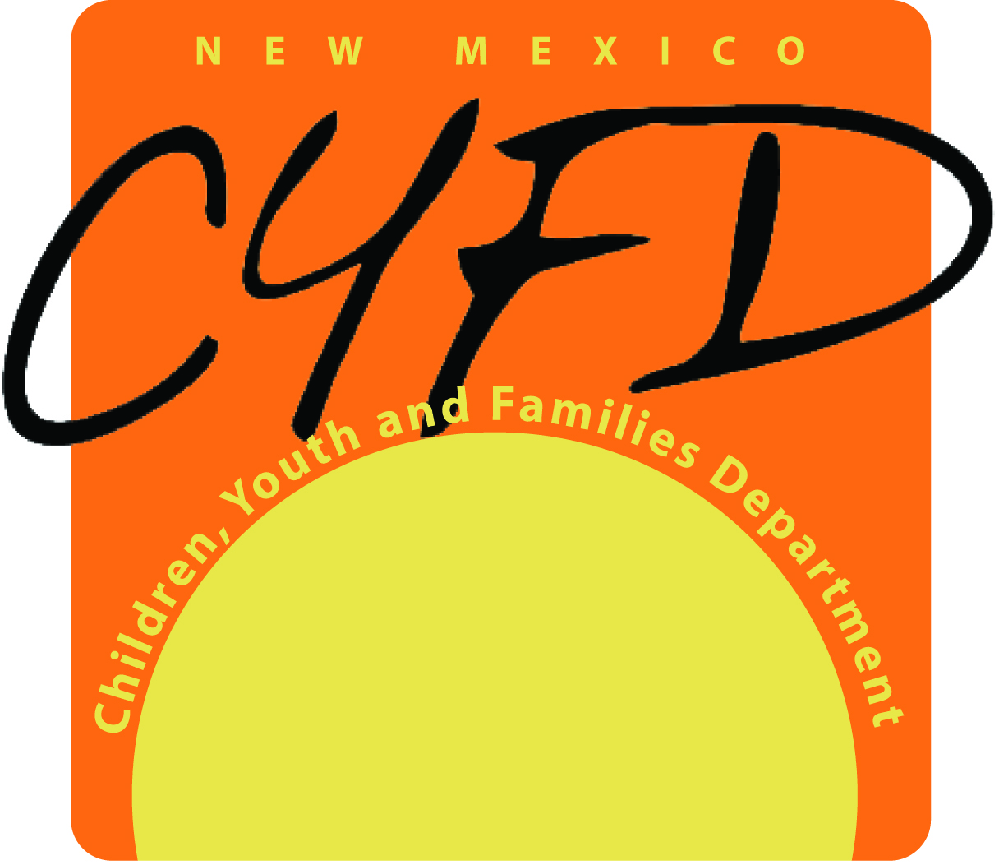 NEW MEXICO
CYFD
Children, Youth and Families Department